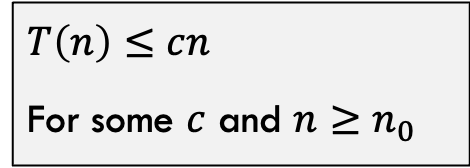 T(n) ≤ cn
For some c and n ≥ n₀